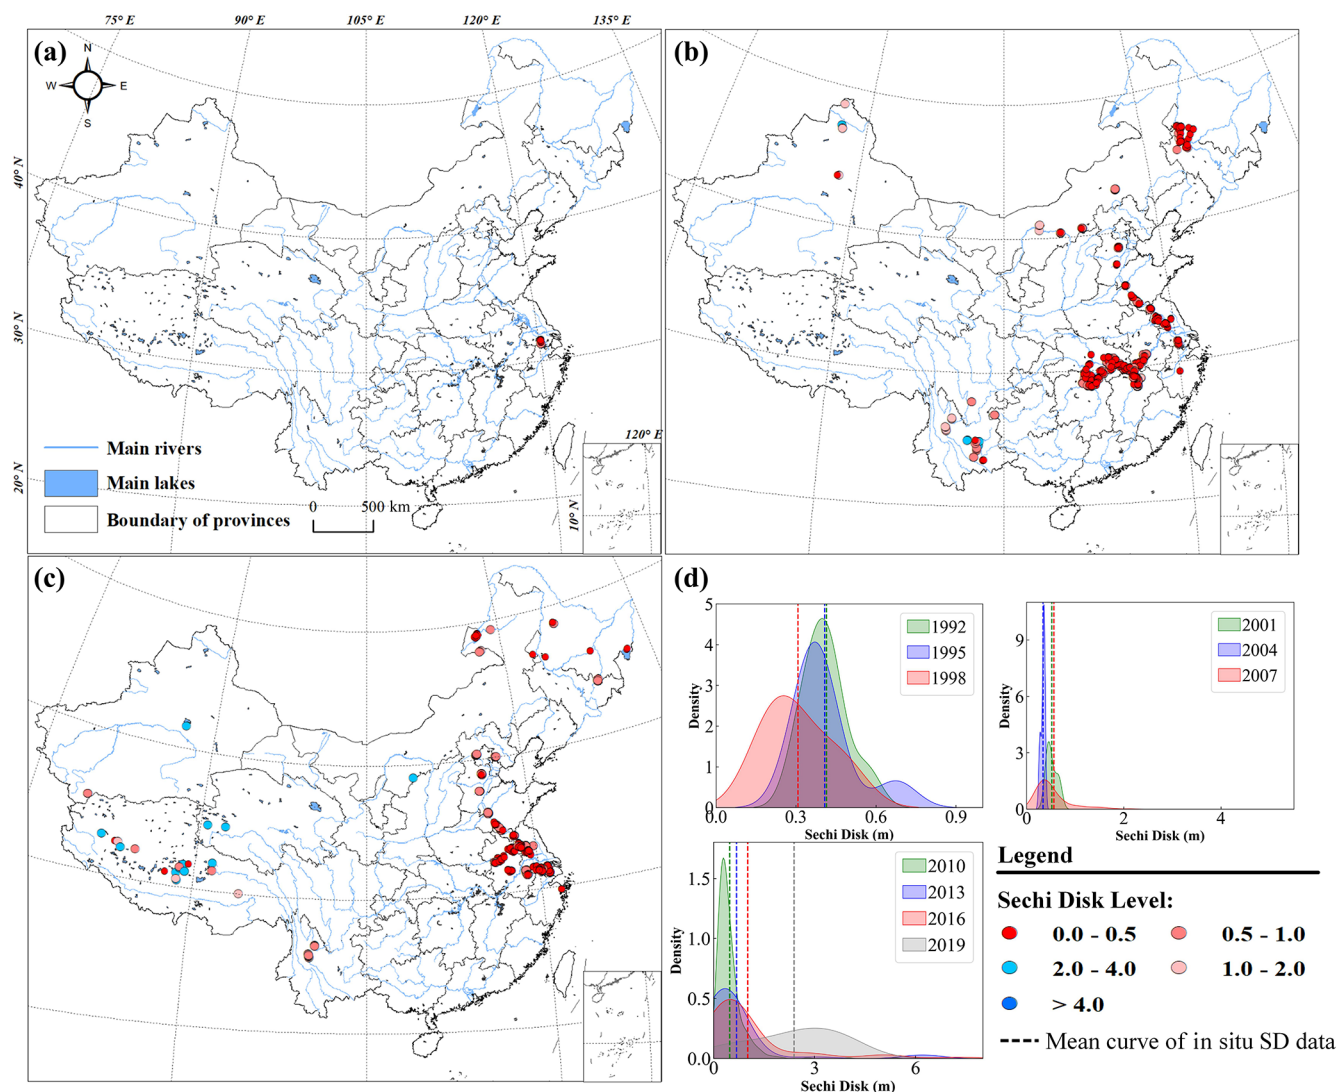 75° E 90° E 105° E 120° E 135° E
(a)
N
W E
S
40° N
30° N
20° N
Main rivers
Main lakes
Boundary of provinces
0 500 km
120° E
10° N
(b)
(c)
(d)
5
4
3
2
1
0
Density
1992
1995
1998
0.0 0.3 0.6 0.9
Sechi Disk (m)
9
6
3
0
Density
2001
2004
2007
0 2 4
Sechi Disk (m)
1.5
1.0
0.5
0.0
Density
2010
2013
2016
2019
0 3 6
Sechi Disk (m)
Legend
Sechi Disk Level:
0.0 - 0.5 0.5 - 1.0
2.0 - 4.0 1.0 - 2.0
> 4.0
Mean curve of in situ SD data